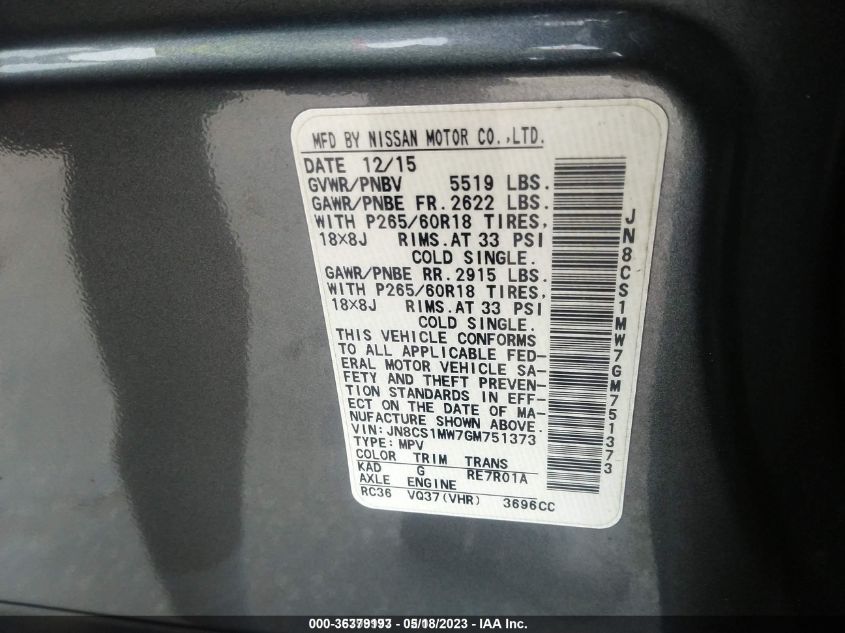 MFD BY NISSAN MOTOR CO.,LTD.
DATE 12/15
GVWR/PNBV 5519 LBS.
GAWR/PNBE FR. 2622 LBS.
WITH P265/60R18 TIRES,
18×8J RIMS. AT 33 PSI
COLD SINGLE.
GAWR/PNBE RR. 2915 LBS.
WITH P265/60R18 TIRES,
18×8J RIMS. AT 33 PSI
COLD SINGLE.
THIS VEHICLE CONFORMS
TO ALL APPLICABLE FED-
ERAL MOTOR VEHICLE SA-
FETY AND THEFT PREVEN-
TION STANDARDS IN EFF-
ECT ON THE DATE OF MA-
NUFACTURE SHOWN ABOVE.
VIN:JN8CS1MW7GM751373
TYPE:MPV
COLOR TRIM TRANS
KAD G RE7R01A
AXLE ENGINE
RC36 VQ37(VHR) 3696CC
JN8CS1MW7GM751373
000-36379193 - 05/18/2023 - IAA Inc.